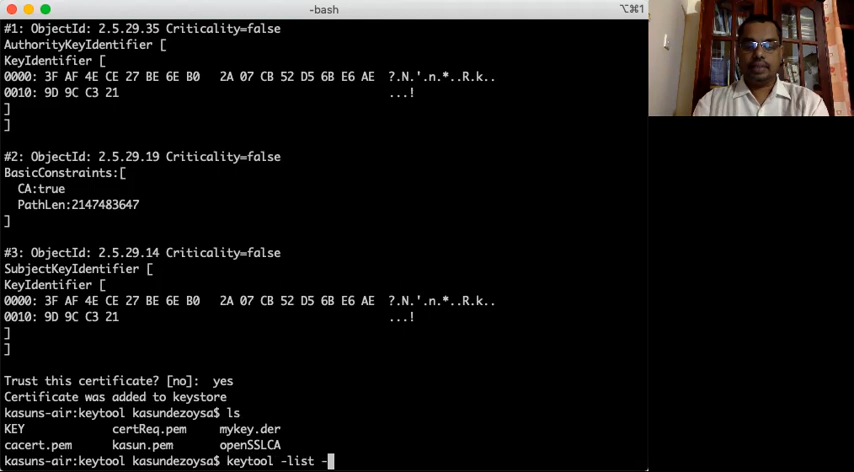 -bash
⌥⌘1
#1: ObjectId: 2.5.29.35 Criticality=false
AuthorityKeyIdentifier [
KeyIdentifier [
0000: 3F AF 4E CE 27 BE 6E B0   2A 07 CB 52 D5 6B E6 AE  ?.N.'.n.*..R.k..
0010: 9D 9C C3 21                                        ...!
]
]
#2: ObjectId: 2.5.29.19 Criticality=false
BasicConstraints:[
  CA:true
  PathLen:2147483647
]
#3: ObjectId: 2.5.29.14 Criticality=false
SubjectKeyIdentifier [
KeyIdentifier [
0000: 3F AF 4E CE 27 BE 6E B0   2A 07 CB 52 D5 6B E6 AE  ?.N.'.n.*..R.k..
0010: 9D 9C C3 21                                        ...!
]
]
Trust this certificate? [no]:  yes
Certificate was added to keystore
kasuns-air:keytool kasundezoysa$ ls
KEY             certReq.pem     mykey.der
cacert.pem      kasun.pem       openSSLCA
kasuns-air:keytool kasundezoysa$ keytool -list -